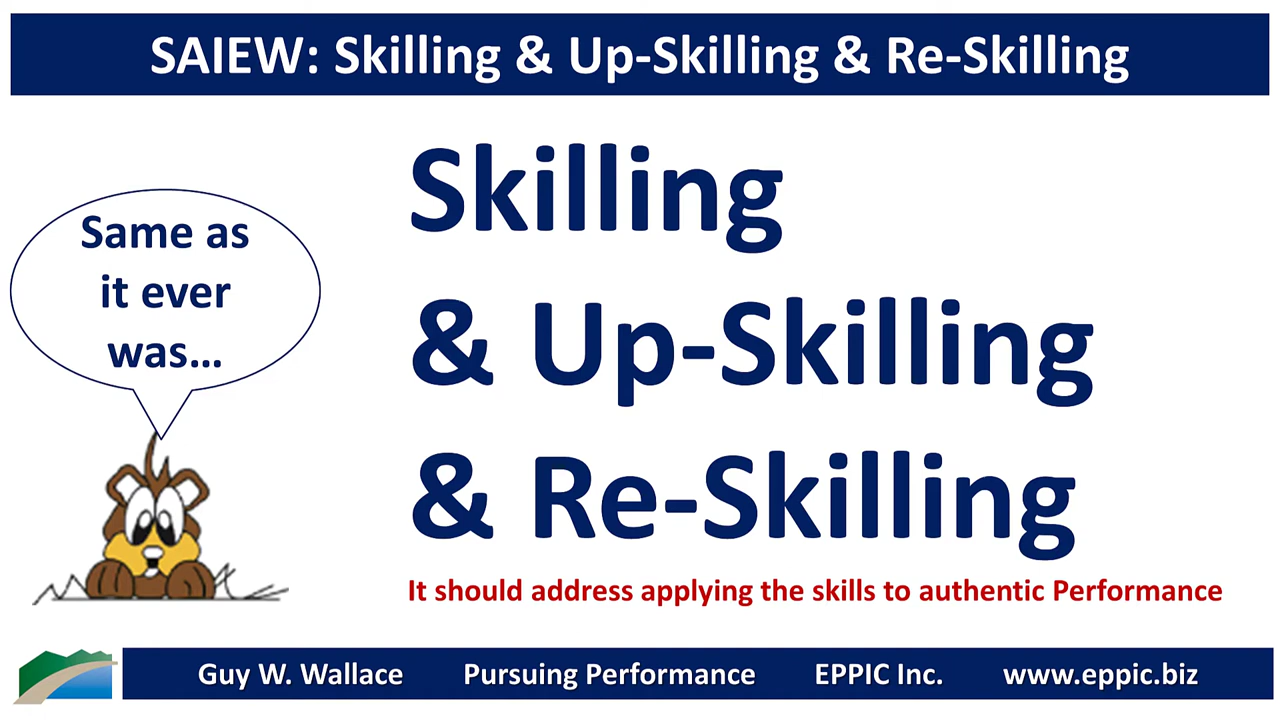 SAIEW: Skilling & Up-Skilling & Re-Skilling
Same as
it ever
was...
Skilling
& Up-Skilling
& Re-Skilling
It should address applying the skills to authentic Performance
Guy W. Wallace Pursuing Performance EPPIC Inc. www.eppic.biz